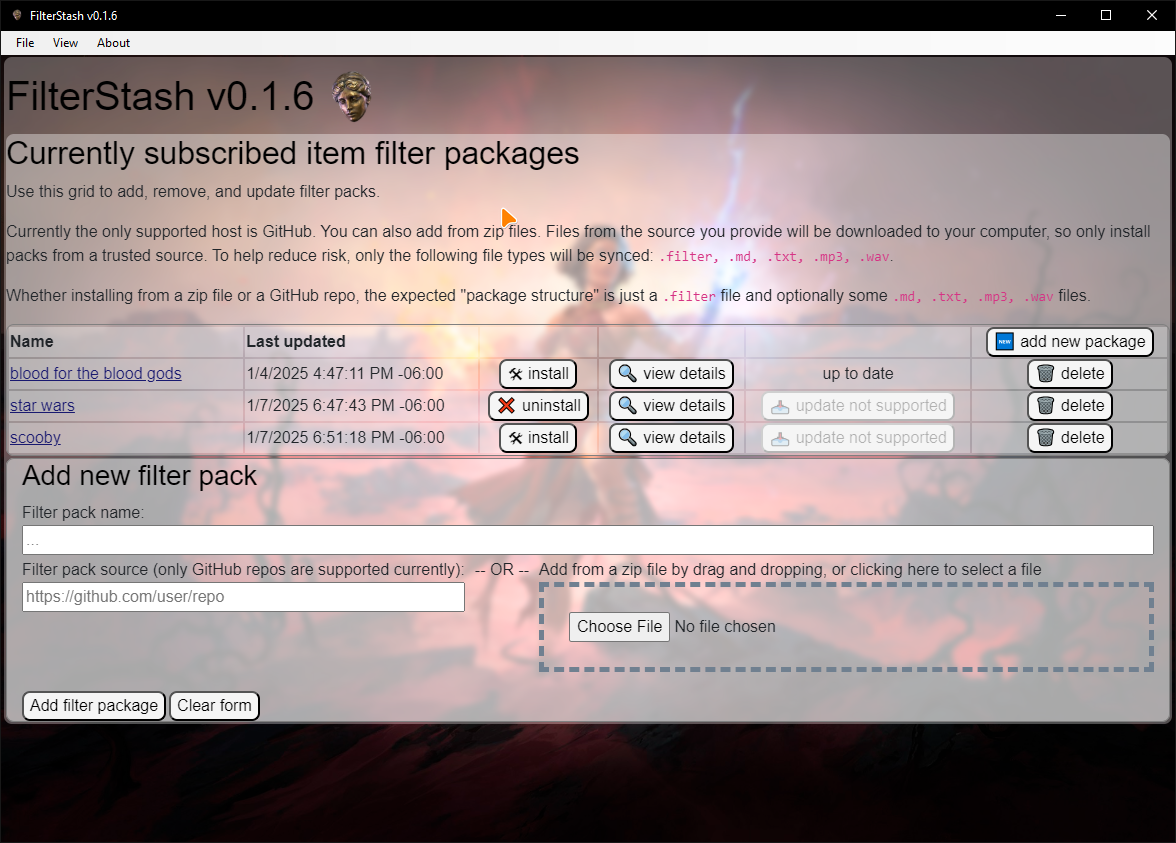 FilterStash v0.1.6
File View About
FilterStash v0.1.6
Currently subscribed item filter packages
Use this grid to add, remove, and update filter packs.
Currently the only supported host is GitHub. You can also add from zip files. Files from the source you provide will be downloaded to your computer, so only install
packs from a trusted source. To help reduce risk, only the following file types will be synced: .filter, .md, .txt, .mp3, .wav.
Whether installing from a zip file or a GitHub repo, the expected "package structure" is just a .filter file and optionally some .md, .txt, .mp3, .wav files.
Name Last updated NEW add new package
blood for the blood gods 1/4/2025 4:47:11 PM -06:00 install view details up to date delete
star wars 1/7/2025 6:47:43 PM -06:00 uninstall view details update not supported delete
scooby 1/7/2025 6:51:18 PM -06:00 install view details update not supported delete
Add new filter pack
Filter pack name:
...
Filter pack source (only GitHub repos are supported currently): -- OR -- Add from a zip file by drag and dropping, or clicking here to select a file
https://github.com/user/repo
Choose File No file chosen
Add filter package Clear form